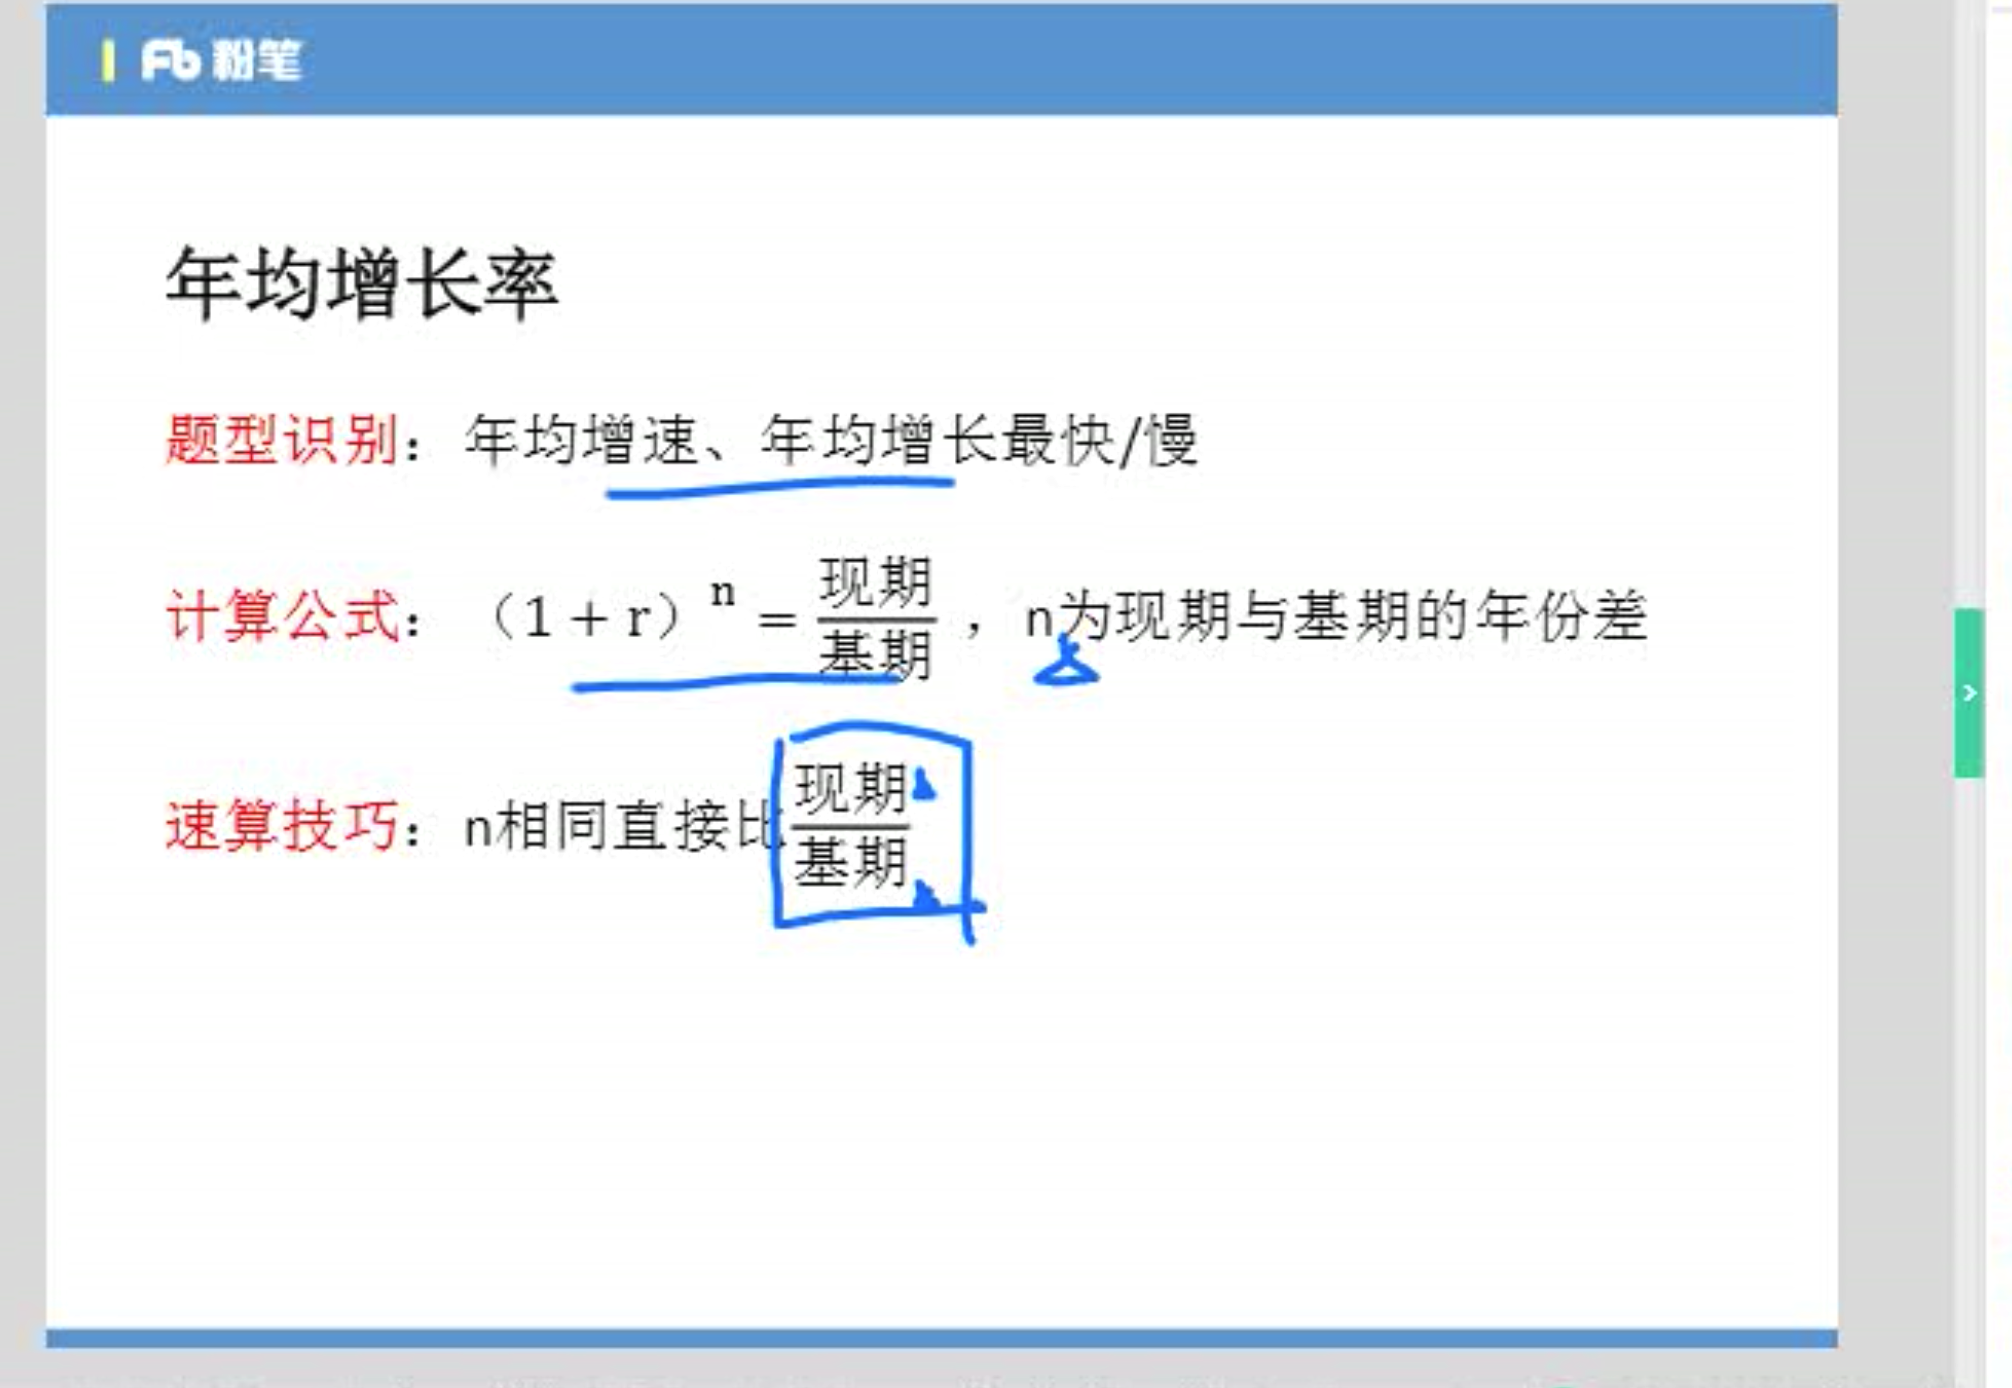 Fb 粉笔
年均增长率
题型识别：年均增速、年均增长最快/慢
计算公式：（1＋r）ⁿ＝现期/基期，n为现期与基期的年份差
速算技巧：n相同直接比现期/基期